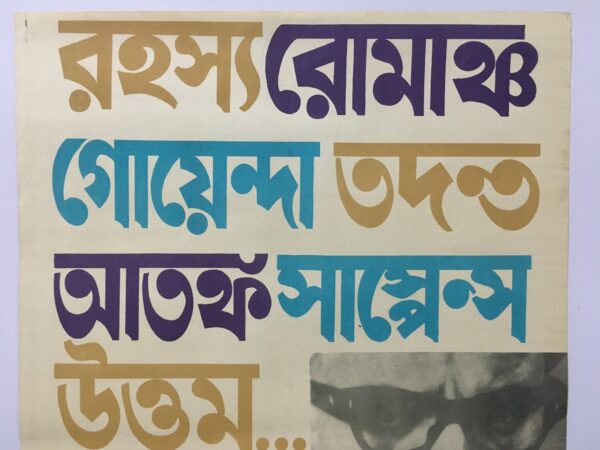 রহস্য রোমাঞ্চ
গোয়েন্দা তদন্ত
আতঙ্ক সাস্পেন্স
উত্তম...